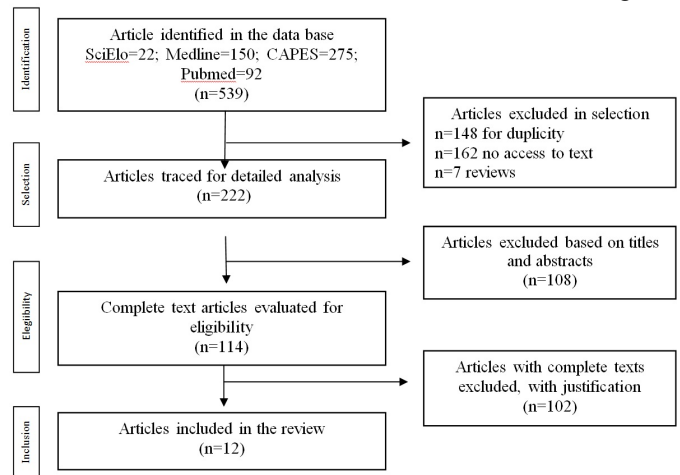 Identification
Article identified in the data base
SciElo=22; Medline=150; CAPES=275;
Pubmed=92
(n=539)
Articles excluded in selection
n=148 for duplicity
n=162 no access to text
n=7 reviews
Selection
Articles traced for detailed analysis
(n=222)
Articles excluded based on titles
and abstracts
(n=108)
Elegiibility
Complete text articles evaluated for
eligibility
(n=114)
Articles with complete texts
excluded, with justification
(n=102)
Inclusion
Articles included in the review
(n=12)